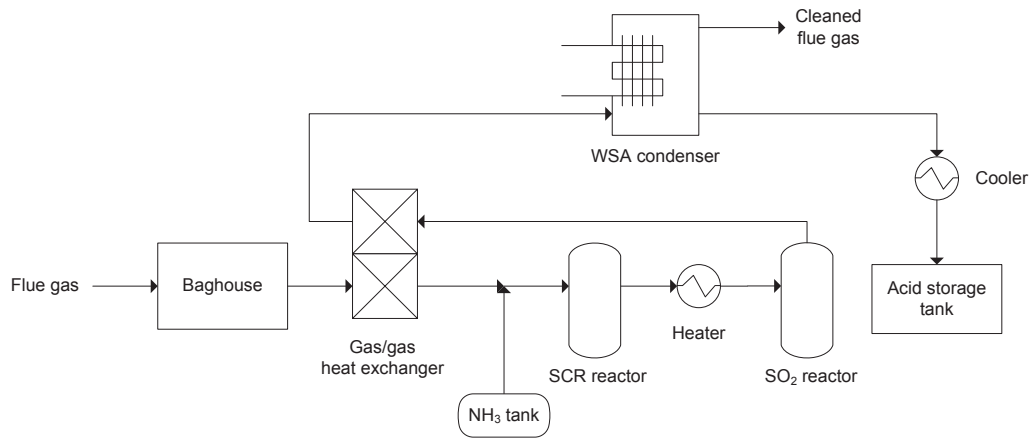 Cleaned
flue gas
WSA condenser
Cooler
Flue gas
Baghouse
Acid storage
tank
Gas/gas
heat exchanger
Heater
SCR reactor
SO₂ reactor
NH₃ tank